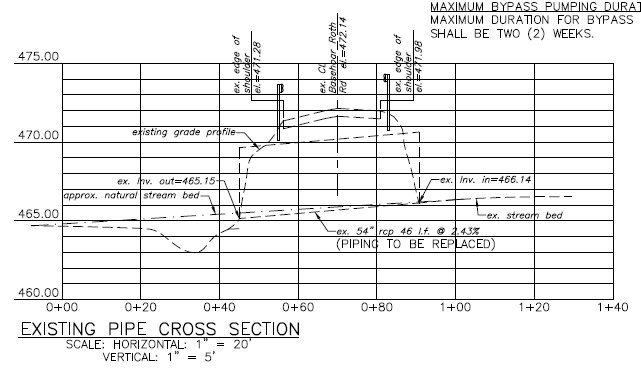 MAXIMUM BYPASS PUMPING DURAT
MAXIMUM DURATION FOR BYPASS
SHALL BE TWO (2) WEEKS.
ex. edge of
shoulder
el.=471.28
ex. CL
Basehoar Roth
Rd el.=472.14
ex. edge of
shoulder
el.=471.98
475.00
470.00
465.00
460.00
existing grade profile
ex. Inv. out=465.15
approx. natural stream bed
ex. Inv. in=466.14
ex. stream bed
ex. 54" rcp 46 l.f. @ 2.43%
(PIPING TO BE REPLACED)
0+00 0+20 0+40 0+60 0+80 1+00 1+20 1+40
EXISTING PIPE CROSS SECTION
SCALE: HORIZONTAL: 1" = 20'
VERTICAL: 1" = 5'